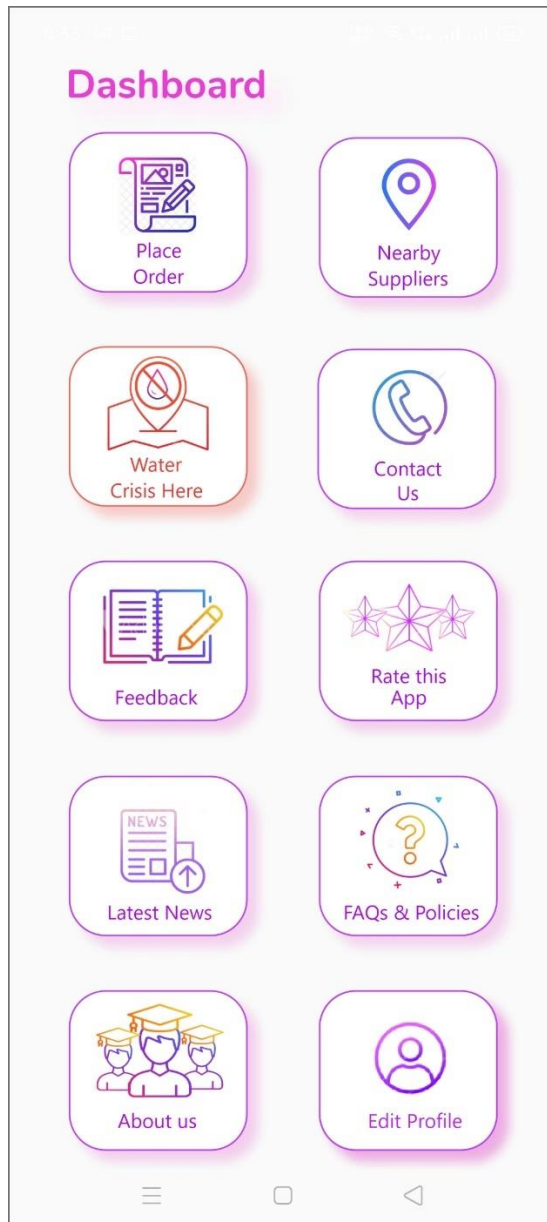 Dashboard
Place
Order
Nearby
Suppliers
Water
Crisis Here
Contact
Us
Feedback
Rate this
App
NEWS
Latest News
?
FAQs & Policies
About us
Edit Profile